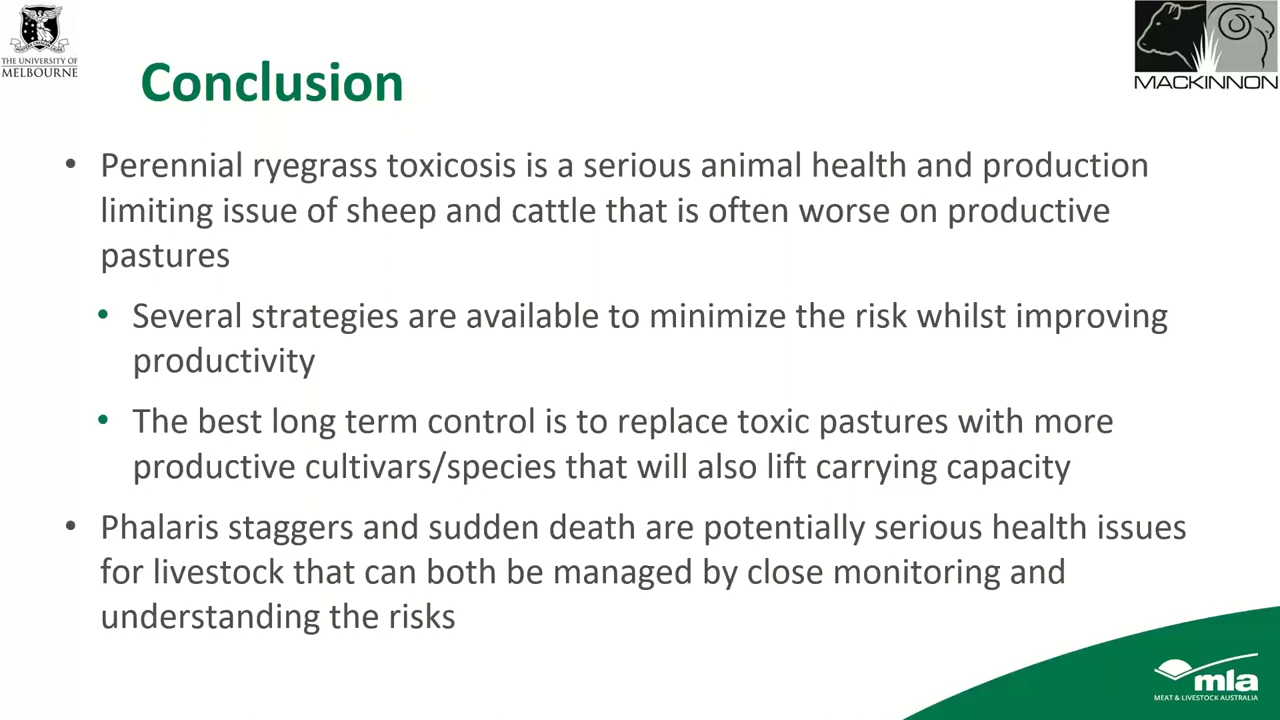 THE UNIVERSITY OF
MELBOURNE
MACKINNON
Conclusion
• Perennial ryegrass toxicosis is a serious animal health and production
limiting issue of sheep and cattle that is often worse on productive
pastures
• Several strategies are available to minimize the risk whilst improving
productivity
• The best long term control is to replace toxic pastures with more
productive cultivars/species that will also lift carrying capacity
• Phalaris staggers and sudden death are potentially serious health issues
for livestock that can both be managed by close monitoring and
understanding the risks
mla
MEAT & LIVESTOCK AUSTRALIA